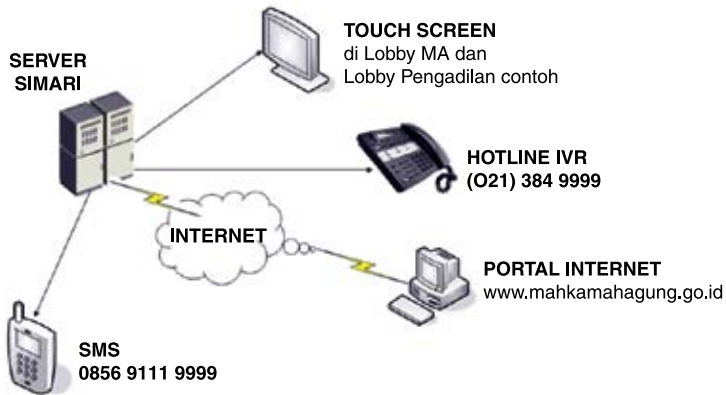 TOUCH SCREEN
di Lobby MA dan
Lobby Pengadilan contoh
SERVER
SIMARI
HOTLINE IVR
(O21) 384 9999
INTERNET
PORTAL INTERNET
www.mahkamahagung.go.id
SMS
0856 9111 9999